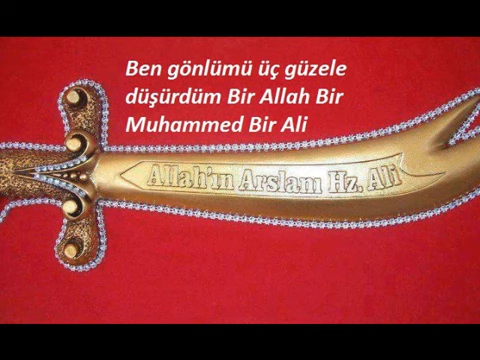 Ben gönlümü üç güzele
düşürdüm Bir Allah Bir
Muhammed Bir Ali
Allah'ın Arslanı Hz. Ali